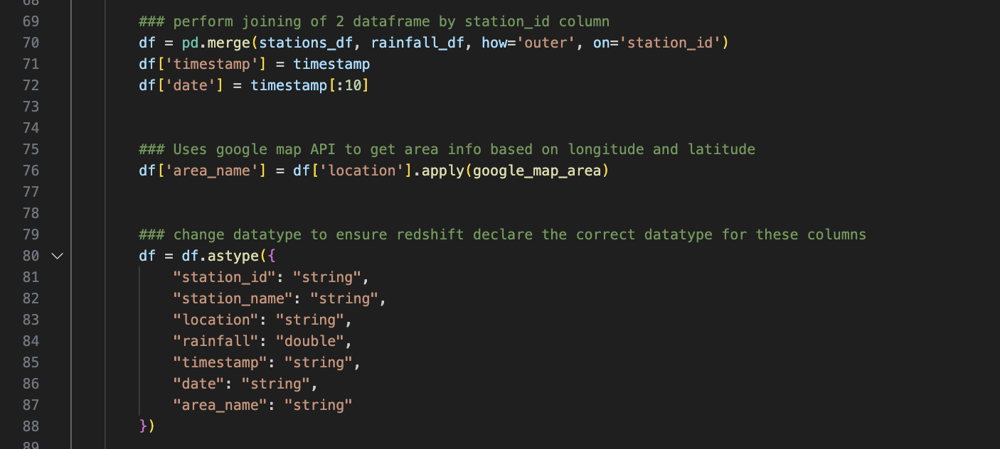 68
69 ### perform joining of 2 dataframe by station_id column
70 df = pd.merge(stations_df, rainfall_df, how='outer', on='station_id')
71 df['timestamp'] = timestamp
72 df['date'] = timestamp[:10]
73
74
75 ### Uses google map API to get area info based on longitude and latitude
76 df['area_name'] = df['location'].apply(google_map_area)
77
78
79 ### change datatype to ensure redshift declare the correct datatype for these columns
80 df = df.astype({
81 "station_id": "string",
82 "station_name": "string",
83 "location": "string",
84 "rainfall": "double",
85 "timestamp": "string",
86 "date": "string",
87 "area_name": "string"
88 })
89